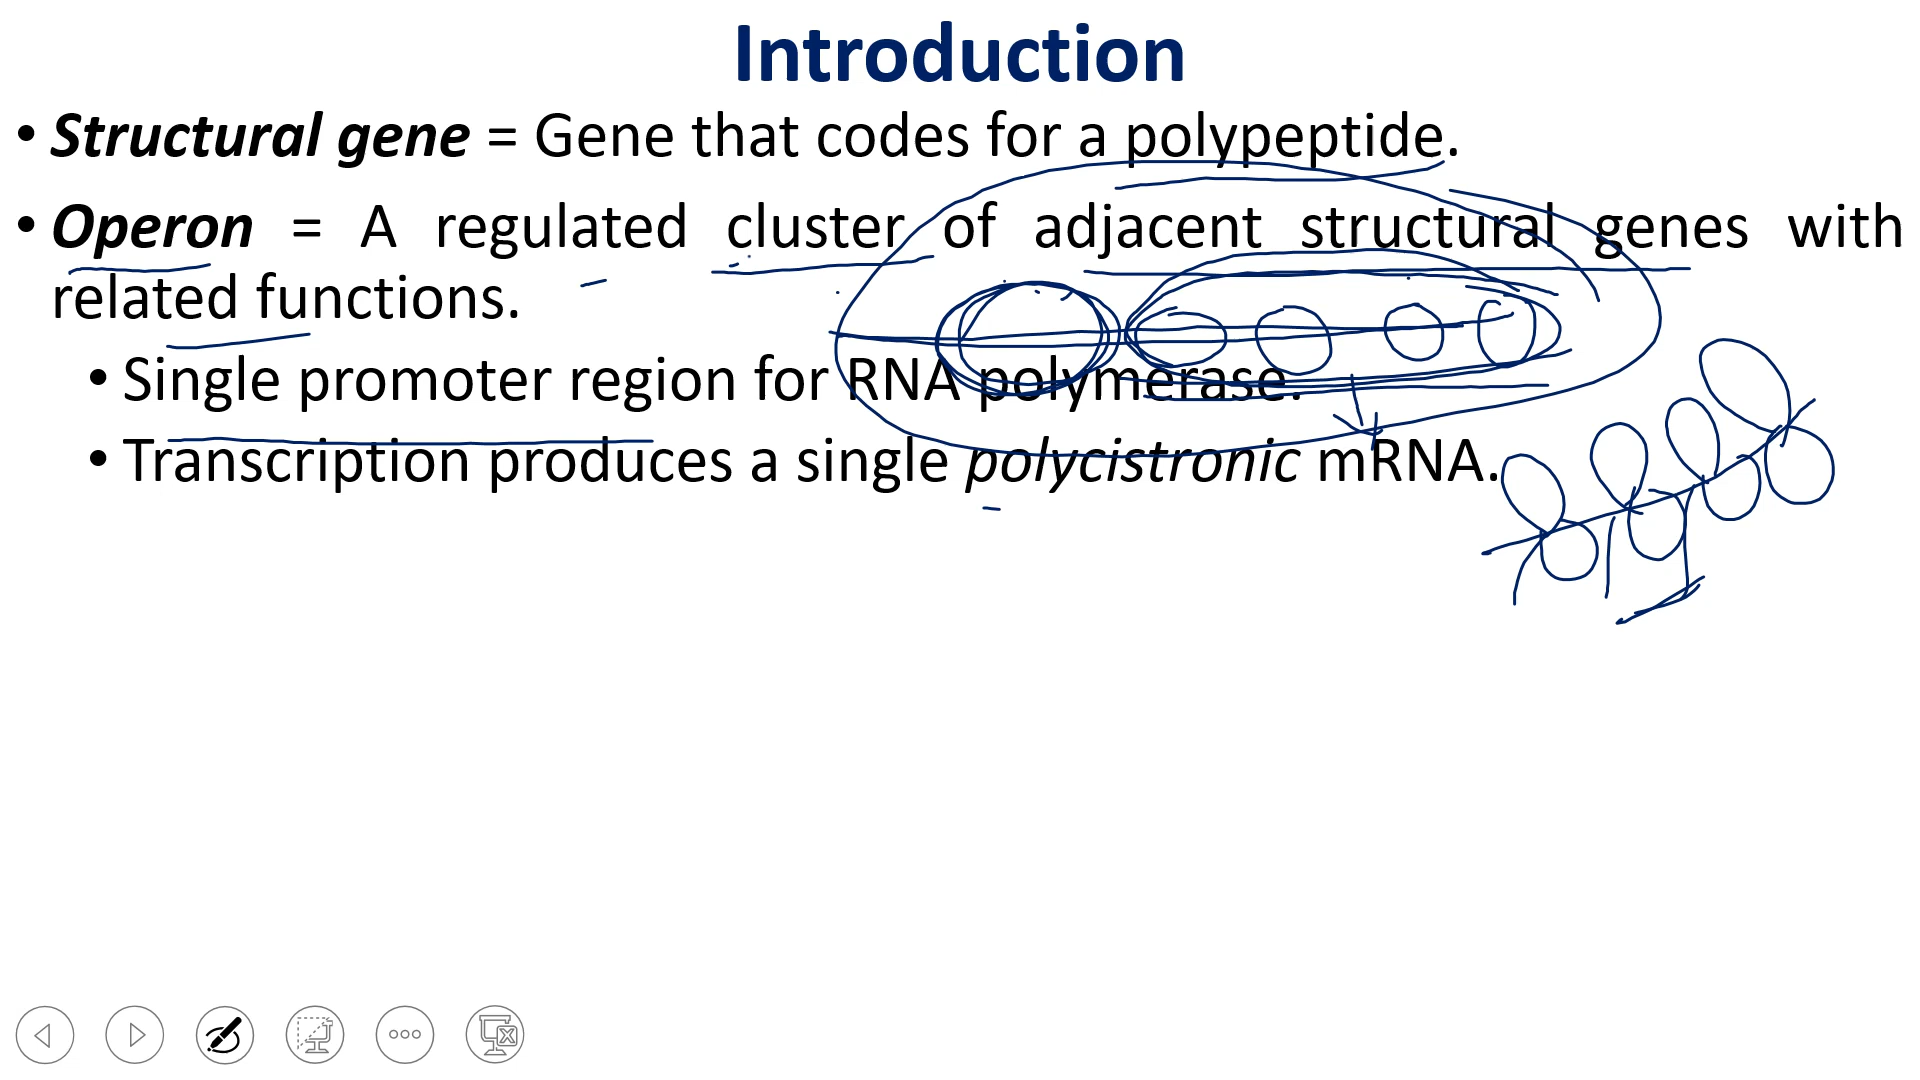 Introduction
• Structural gene = Gene that codes for a polypeptide.
• Operon = A regulated cluster of adjacent structural genes with
related functions.
• Single promoter region for RNA polymerase.
• Transcription produces a single polycistronic mRNA.